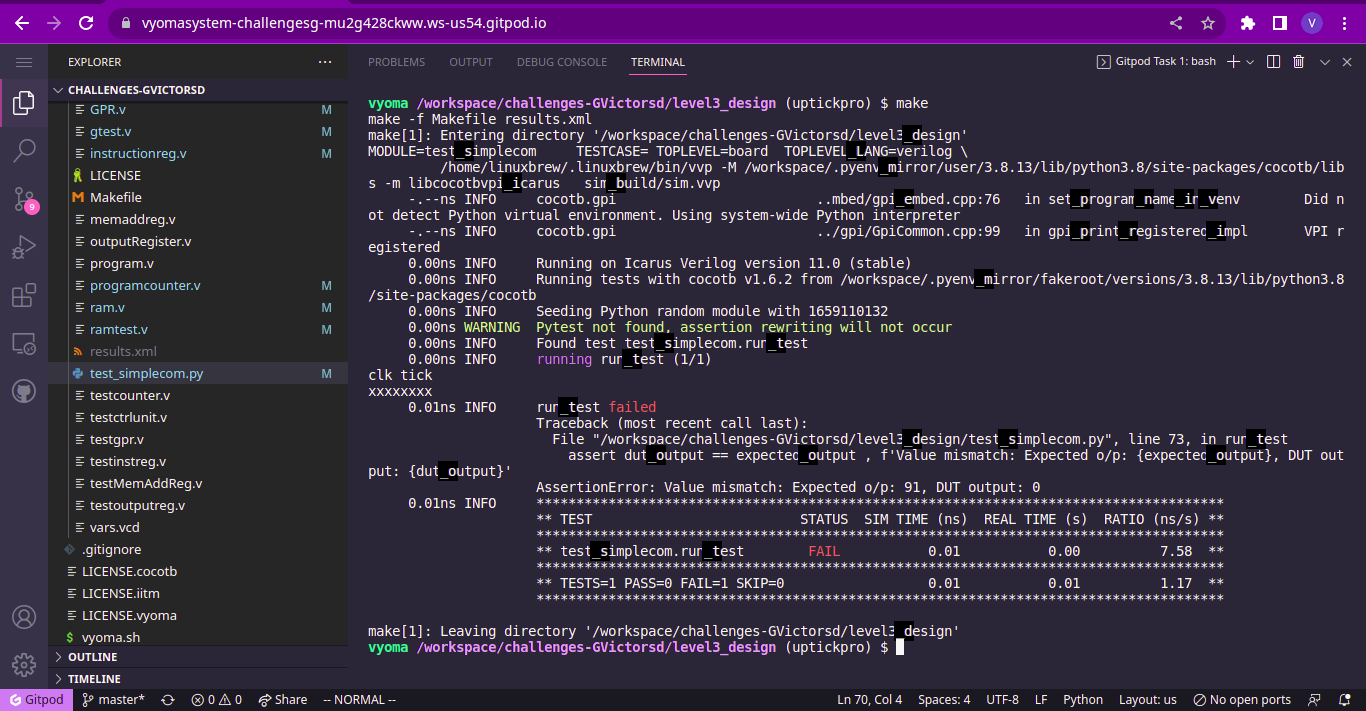 vyomasystem-challengesg-mu2g428ckww.ws-us54.gitpod.io
V
EXPLORER
CHALLENGES-GVICTORSD
GPR.v M
gtest.v M
instructionreg.v M
LICENSE
Makefile
memaddreg.v
outputRegister.v
program.v
programcounter.v M
ram.v M
ramtest.v M
results.xml
test_simplecom.py M
testcounter.v
testctrlunit.v
testgpr.v
testinstreg.v
testMemAddReg.v
testoutputreg.v
vars.vcd
.gitignore
LICENSE.cocotb
LICENSE.iitm
LICENSE.vyoma
vyoma.sh
OUTLINE
TIMELINE
9
PROBLEMS OUTPUT DEBUG CONSOLE TERMINAL
Gitpod Task 1: bash
vyoma /workspace/challenges-GVictorsd/level3_design (uptickpro) $ make
make -f Makefile results.xml
make[1]: Entering directory '/workspace/challenges-GVictorsd/level3_design'
MODULE=test_simplecom TESTCASE= TOPLEVEL=board TOPLEVEL_LANG=verilog \
/home/linuxbrew/.linuxbrew/bin/vvp -M /workspace/.pyenv_mirror/user/3.8.13/lib/python3.8/site-packages/cocotb/lib
s -m libcocotbvpi_icarus sim_build/sim.vvp
-.--ns INFO cocotb.gpi ..mbed/gpi_embed.cpp:76 in set_program_name_in_venv Did n
ot detect Python virtual environment. Using system-wide Python interpreter
-.--ns INFO cocotb.gpi ../gpi/GpiCommon.cpp:99 in gpi_print_registered_impl VPI r
egistered
0.00ns INFO Running on Icarus Verilog version 11.0 (stable)
0.00ns INFO Running tests with cocotb v1.6.2 from /workspace/.pyenv_mirror/fakeroot/versions/3.8.13/lib/python3.8
/site-packages/cocotb
0.00ns INFO Seeding Python random module with 1659110132
0.00ns WARNING Pytest not found, assertion rewriting will not occur
0.00ns INFO Found test test_simplecom.run_test
0.00ns INFO running run_test (1/1)
clk tick
xxxxxxxx
0.01ns INFO run_test failed
Traceback (most recent call last):
File "/workspace/challenges-GVictorsd/level3_design/test_simplecom.py", line 73, in run_test
assert dut_output == expected_output , f'Value mismatch: Expected o/p: {expected_output}, DUT out
put: {dut_output}'
AssertionError: Value mismatch: Expected o/p: 91, DUT output: 0
0.01ns INFO **************************************************************************************
** TEST STATUS SIM TIME (ns) REAL TIME (s) RATIO (ns/s) **
**************************************************************************************
** test_simplecom.run_test FAIL 0.01 0.00 7.58 **
**************************************************************************************
** TESTS=1 PASS=0 FAIL=1 SKIP=0 0.01 0.01 1.17 **
**************************************************************************************
make[1]: Leaving directory '/workspace/challenges-GVictorsd/level3_design'
vyoma /workspace/challenges-GVictorsd/level3_design (uptickpro) $
Gitpod master* 0 0 Share -- NORMAL -- Ln 70, Col 4 Spaces: 4 UTF-8 LF Python Layout: us No open ports